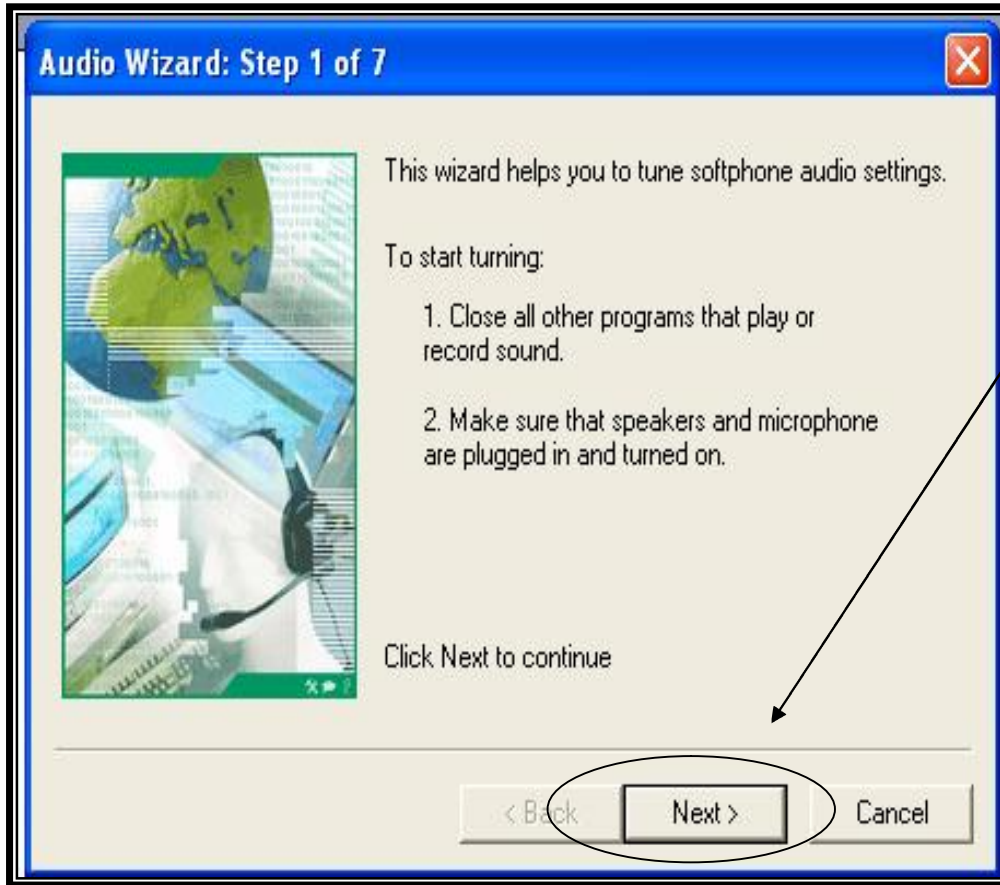 Audio Wizard: Step 1 of 7
This wizard helps you to tune softphone audio settings.
To start turning:
1. Close all other programs that play or
record sound.
2. Make sure that speakers and microphone
are plugged in and turned on.
Click Next to continue
< Back Next > Cancel